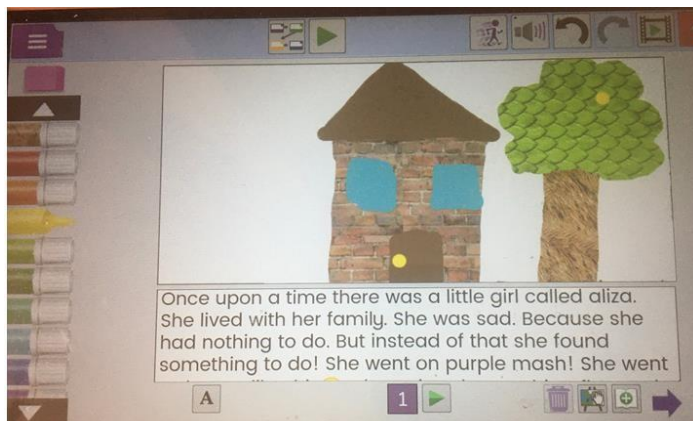 Once upon a time there was a little girl called aliza.
She lived with her family. She was sad. Because she
had nothing to do. But instead of that she found
something to do! She went on purple mash! She went
A
1